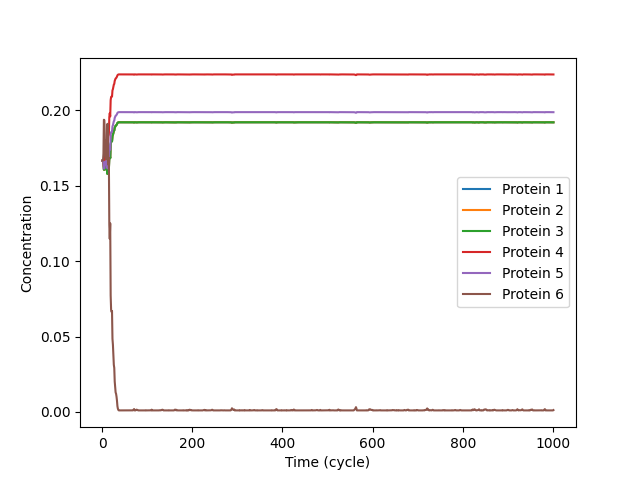 Concentration
0.20
0.15
0.10
0.05
0.00
0
200
400
600
800
1000
Time (cycle)
Protein 1
Protein 2
Protein 3
Protein 4
Protein 5
Protein 6